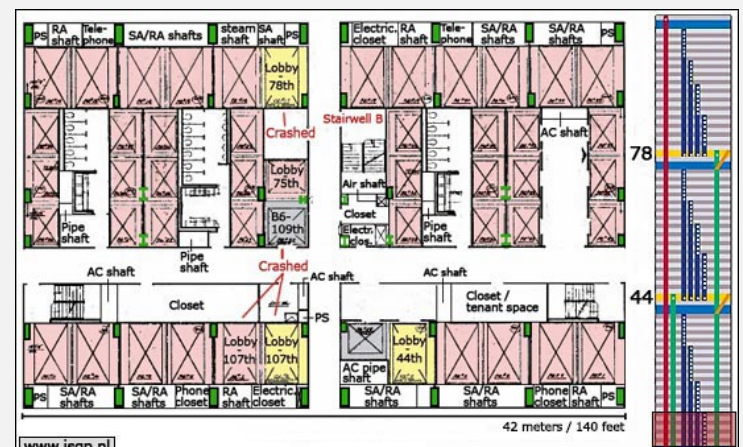 PS RA shaft Tele- phone SA/RA shafts steam shaft SA shaft PS
Electric. closet RA shaft Tele- phone SA/RA shafts SA/RA shafts PS
Lobby - 78th
Crashed
Stairwell B
AC shaft
78
Lobby 75th
Air shaft
B6- 109th
Closet
Electr. clos.
Pipe shaft
Pipe shaft
Pipe shaft
Crashed
AC shaft
AC shaft
AC shaft
Closet
Closet / tenant space
44
PS
Lobby 107th
Lobby - 107th
Lobby - 44th
AC pipe shaft
PS SA/RA shafts SA/RA shafts Phone closet RA shaft Electric. closet
SA/RA shafts SA/RA shafts Phone closet RA shaft PS
42 meters / 140 feet
www.isgp.nl